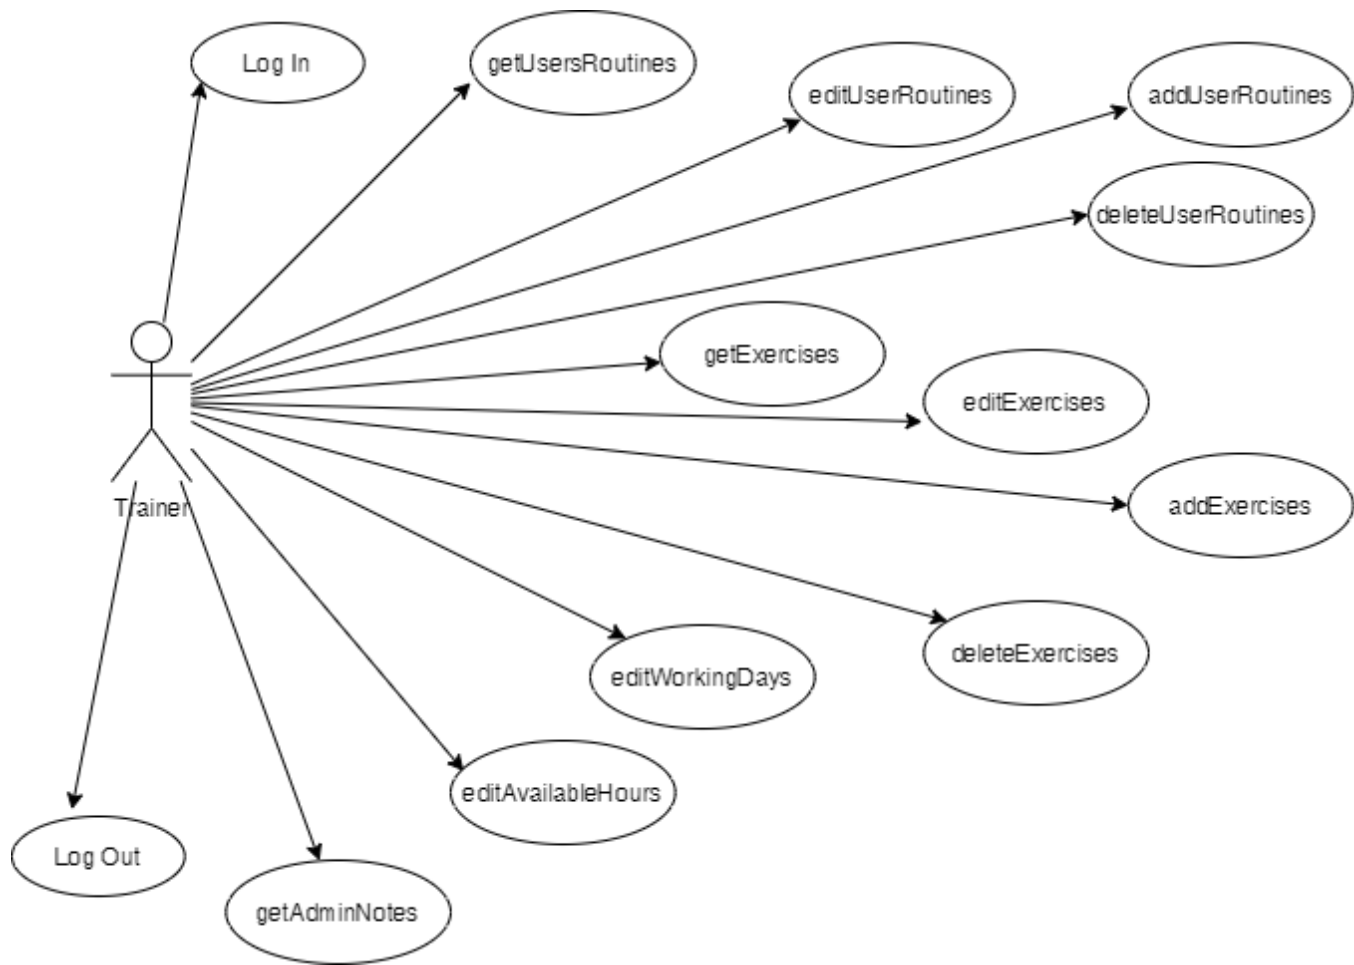 Log In
getUsersRoutines
editUserRoutines
addUserRoutines
deleteUserRoutines
getExercises
editExercises
addExercises
Trainer
deleteExercises
editWorkingDays
editAvailableHours
Log Out
getAdminNotes